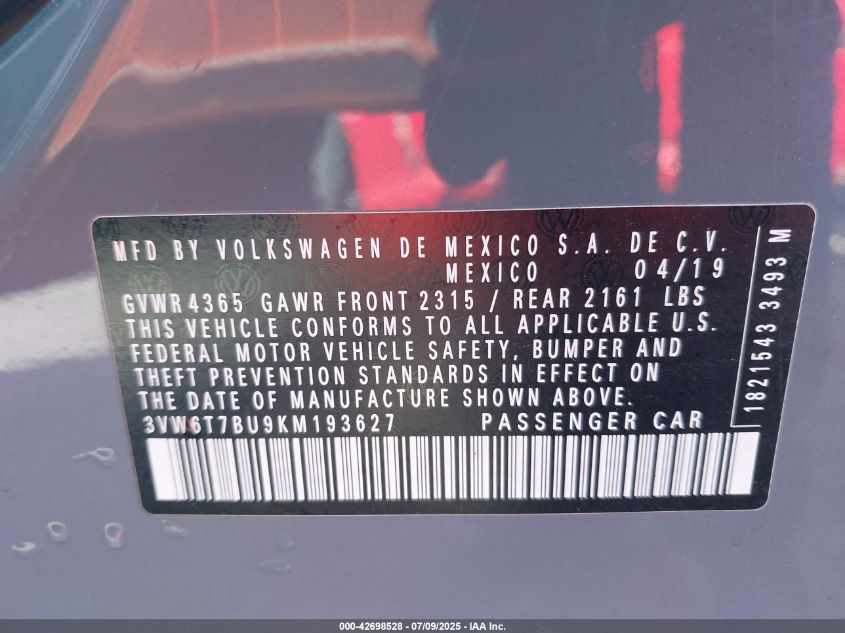 MFD BY VOLKSWAGEN DE MEXICO S.A. DE C.V.
MEXICO 04/19
GVWR 4365 GAWR FRONT 2315 / REAR 2161 LBS
THIS VEHICLE CONFORMS TO ALL APPLICABLE U.S.
FEDERAL MOTOR VEHICLE SAFETY, BUMPER AND
THEFT PREVENTION STANDARDS IN EFFECT ON
THE DATE OF MANUFACTURE SHOWN ABOVE.
3VW6T7BU9KM193627 PASSENGER CAR
1821543 3493 M
000-42698528 - 07/09/2025 - IAA Inc.